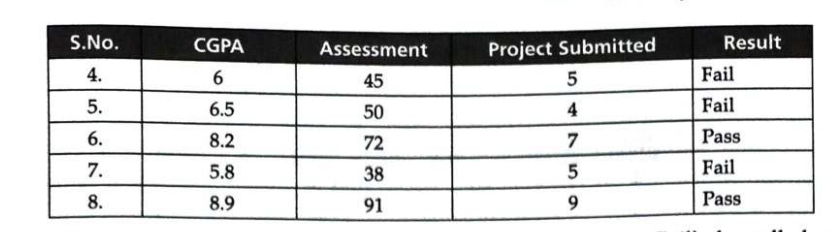 S.No. CGPA Assessment Project Submitted Result
4. 6 45 5 Fail
5. 6.5 50 4 Fail
6. 8.2 72 7 Pass
7. 5.8 38 5 Fail
8. 8.9 91 9 Pass